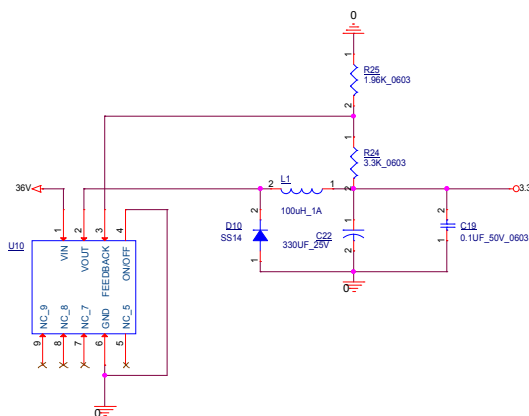 0
1
R25
1.96K_0603
2
1
R24
3.3K_0603
2
36V
2
L1
1
3.3
100uH_1A
1
2
3
4
2
D10
SS14
1
1
C22
330UF_25V
2
2
C19
0.1UF_50V_0603
1
U10
VIN
VOUT
FEEDBACK
ON/OFF
NC_9
NC_8
NC_7
GND
NC_5
9
8
7
6
5
0
0